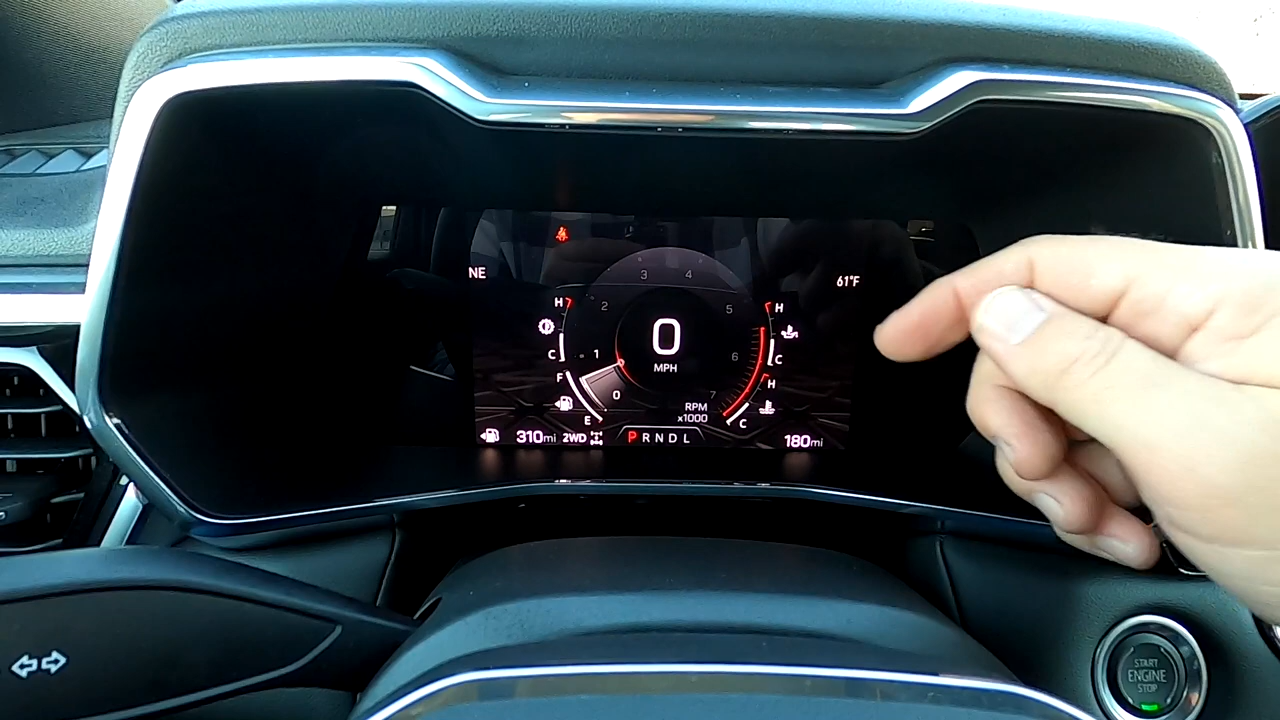 NE
61°F
3 4
2 5
H H
0
MPH
C 1 6 C
F H
0 7
RPM
x1000
E C
310mi 2WD P R N D L 180mi
START
ENGINE
STOP